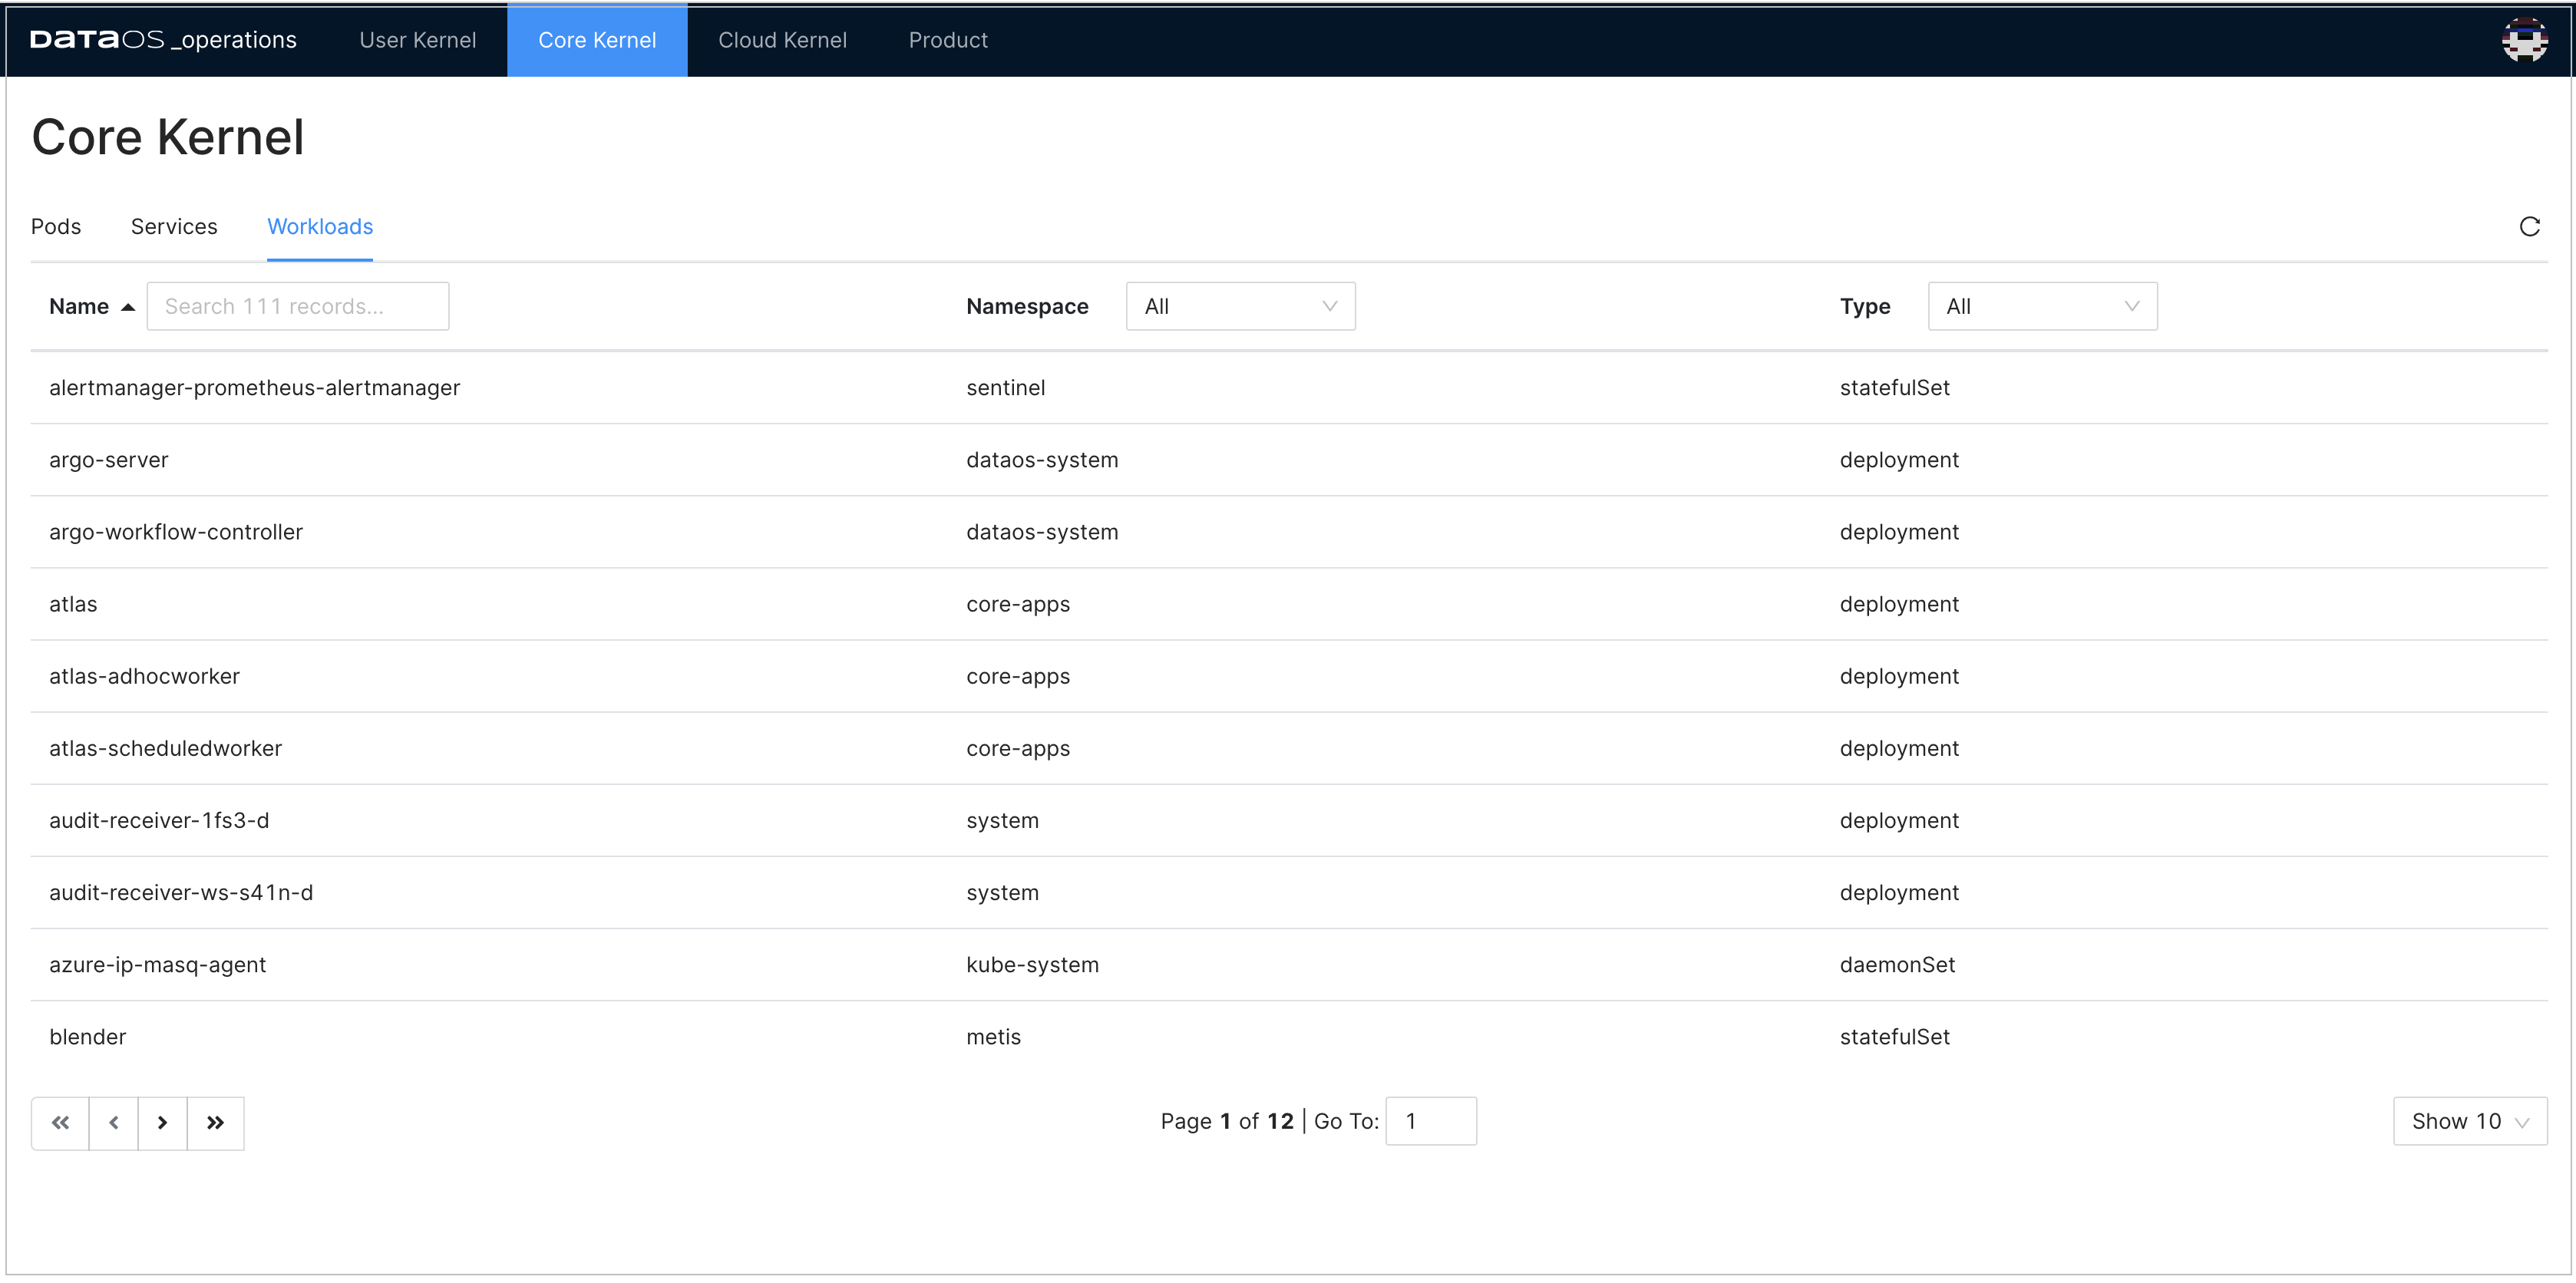 DATAOS _operations User Kernel Core Kernel Cloud Kernel Product
Core Kernel
Pods Services Workloads
Name Search 111 records... Namespace All Type All
alertmanager-prometheus-alertmanager sentinel statefulSet
argo-server dataos-system deployment
argo-workflow-controller dataos-system deployment
atlas core-apps deployment
atlas-adhocworker core-apps deployment
atlas-scheduledworker core-apps deployment
audit-receiver-1fs3-d system deployment
audit-receiver-ws-s41n-d system deployment
azure-ip-masq-agent kube-system daemonSet
blender metis statefulSet
« ‹ › » Page 1 of 12 | Go To: 1 Show 10